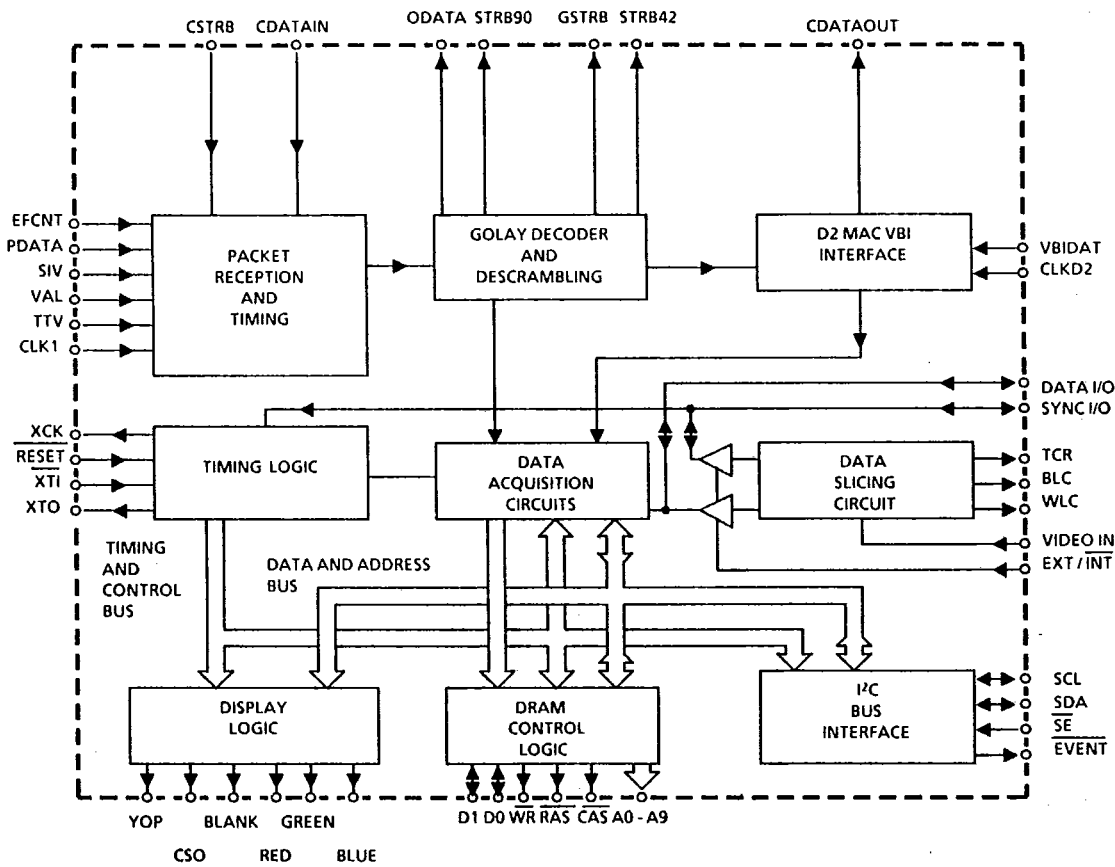 CSTRB CDATAIN ODATA STRB90 GSTRB STRB42 CDATAOUT
EFCNT
PDATA
SIV
VAL
TTV
CLK1
PACKET
RECEPTION
AND
TIMING
GOLAY DECODER
AND
DESCRAMBLING
D2 MAC VBI
INTERFACE
VBIDAT
CLKD2
DATA I/O
SYNC I/O
XCK
RESET
XTI
XTO
TIMING LOGIC
DATA
ACQUISITION
CIRCUITS
DATA
SLICING
CIRCUIT
TCR
BLC
WLC
VIDEO IN
EXT / INT
TIMING
AND
CONTROL
BUS
DATA AND ADDRESS
BUS
DISPLAY
LOGIC
DRAM
CONTROL
LOGIC
I²C
BUS
INTERFACE
SCL
SDA
SE
EVENT
YOP BLANK GREEN
CSO RED BLUE
D1 D0 WR RAS CAS A0 - A9